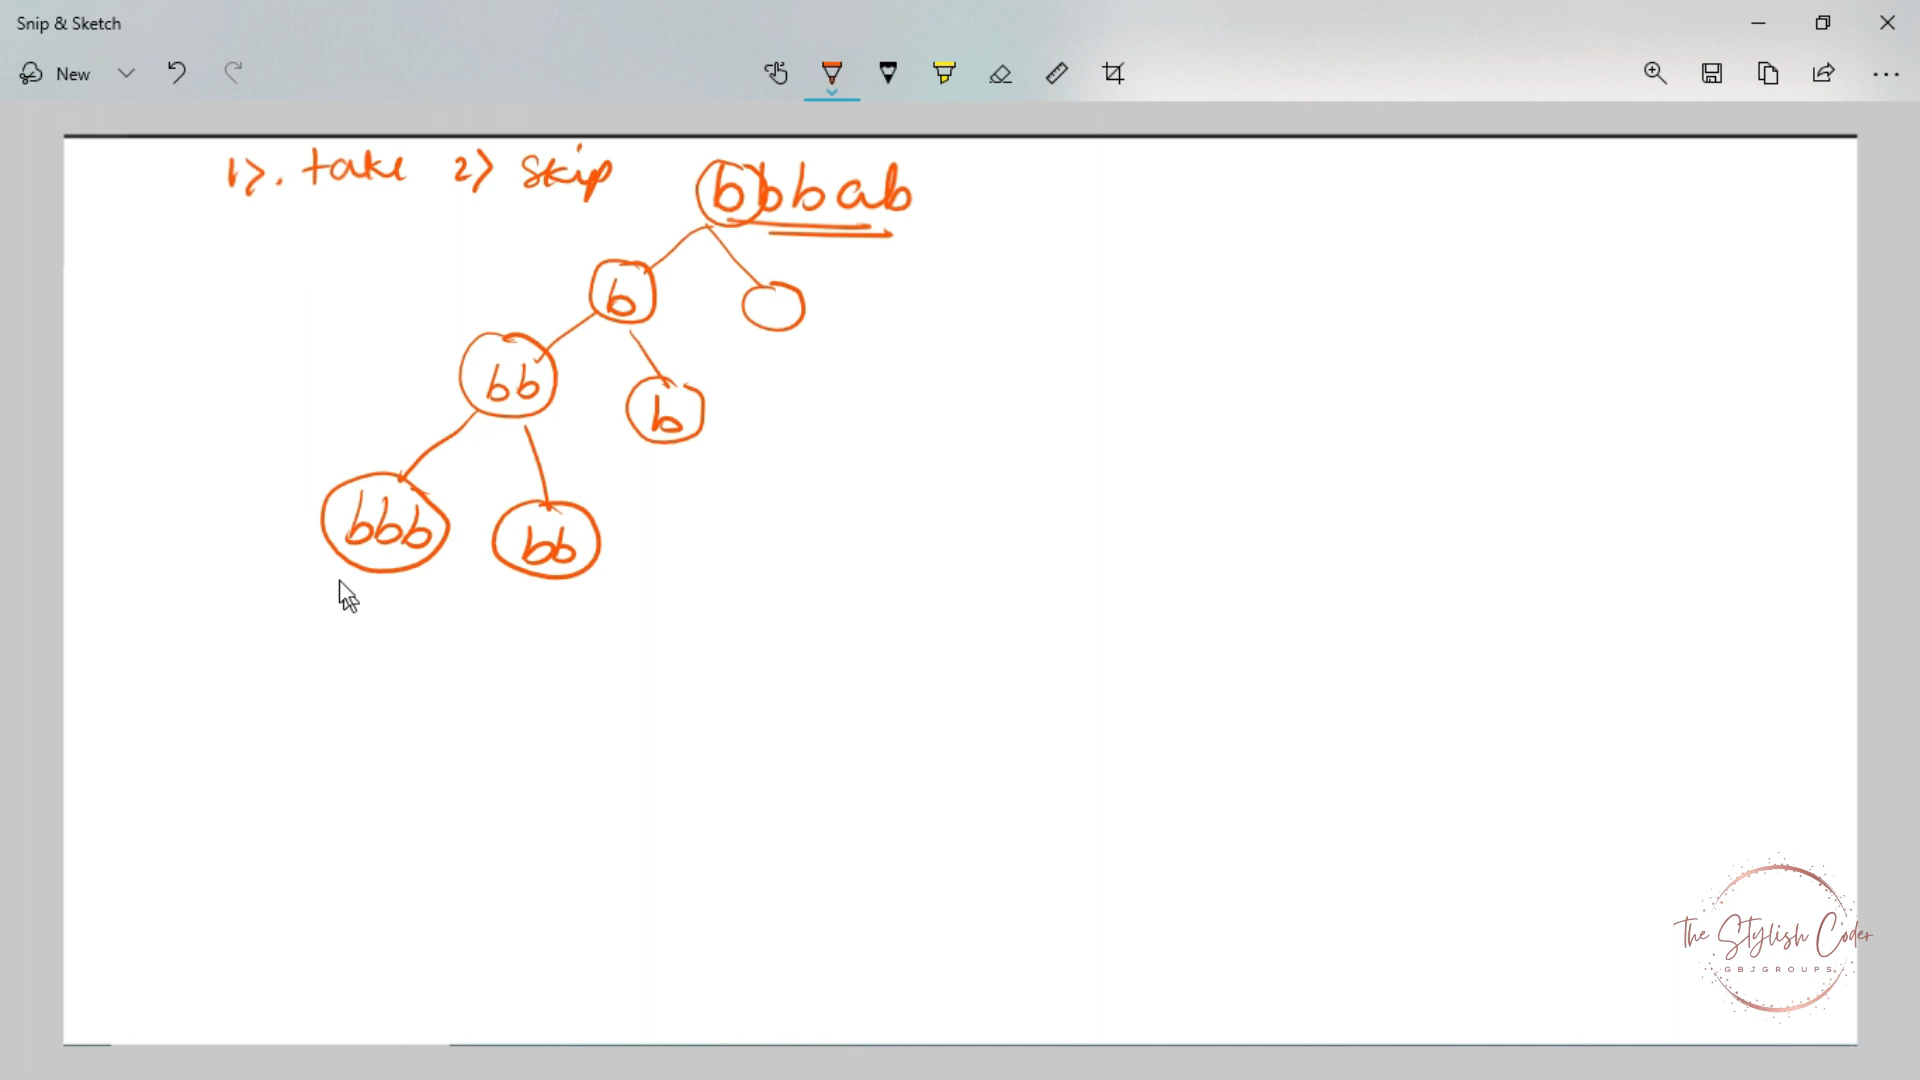 Snip & Sketch
New
1). take 2) skip
bbbab
b
bb
b
bbb
bb
The Stylish Coder
GBJGROUPS